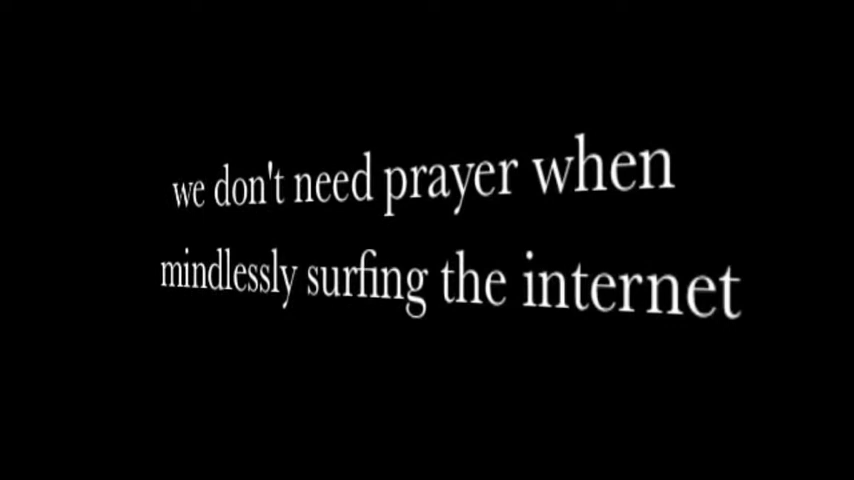 we don't need prayer when
mindlessly surfing the internet